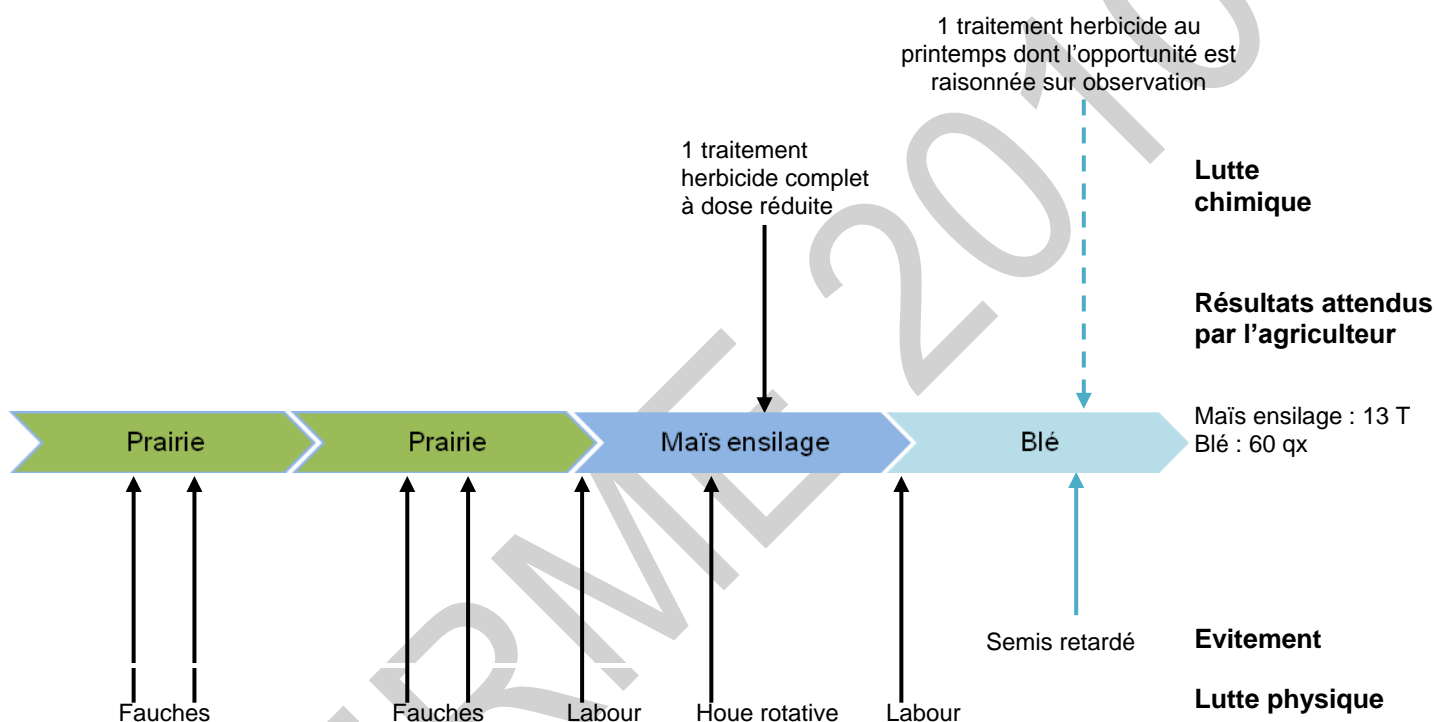 1 traitement herbicide au
printemps dont l’opportunité est
raisonnée sur observation
1 traitement
herbicide complet
à dose réduite
Lutte
chimique
Résultats attendus
par l’agriculteur
Prairie
Prairie
Maïs ensilage
Blé
Maïs ensilage : 13 T
Blé : 60 qx
Semis retardé
Evitement
Lutte physique
Fauches
Fauches
Labour
Houe rotative
Labour